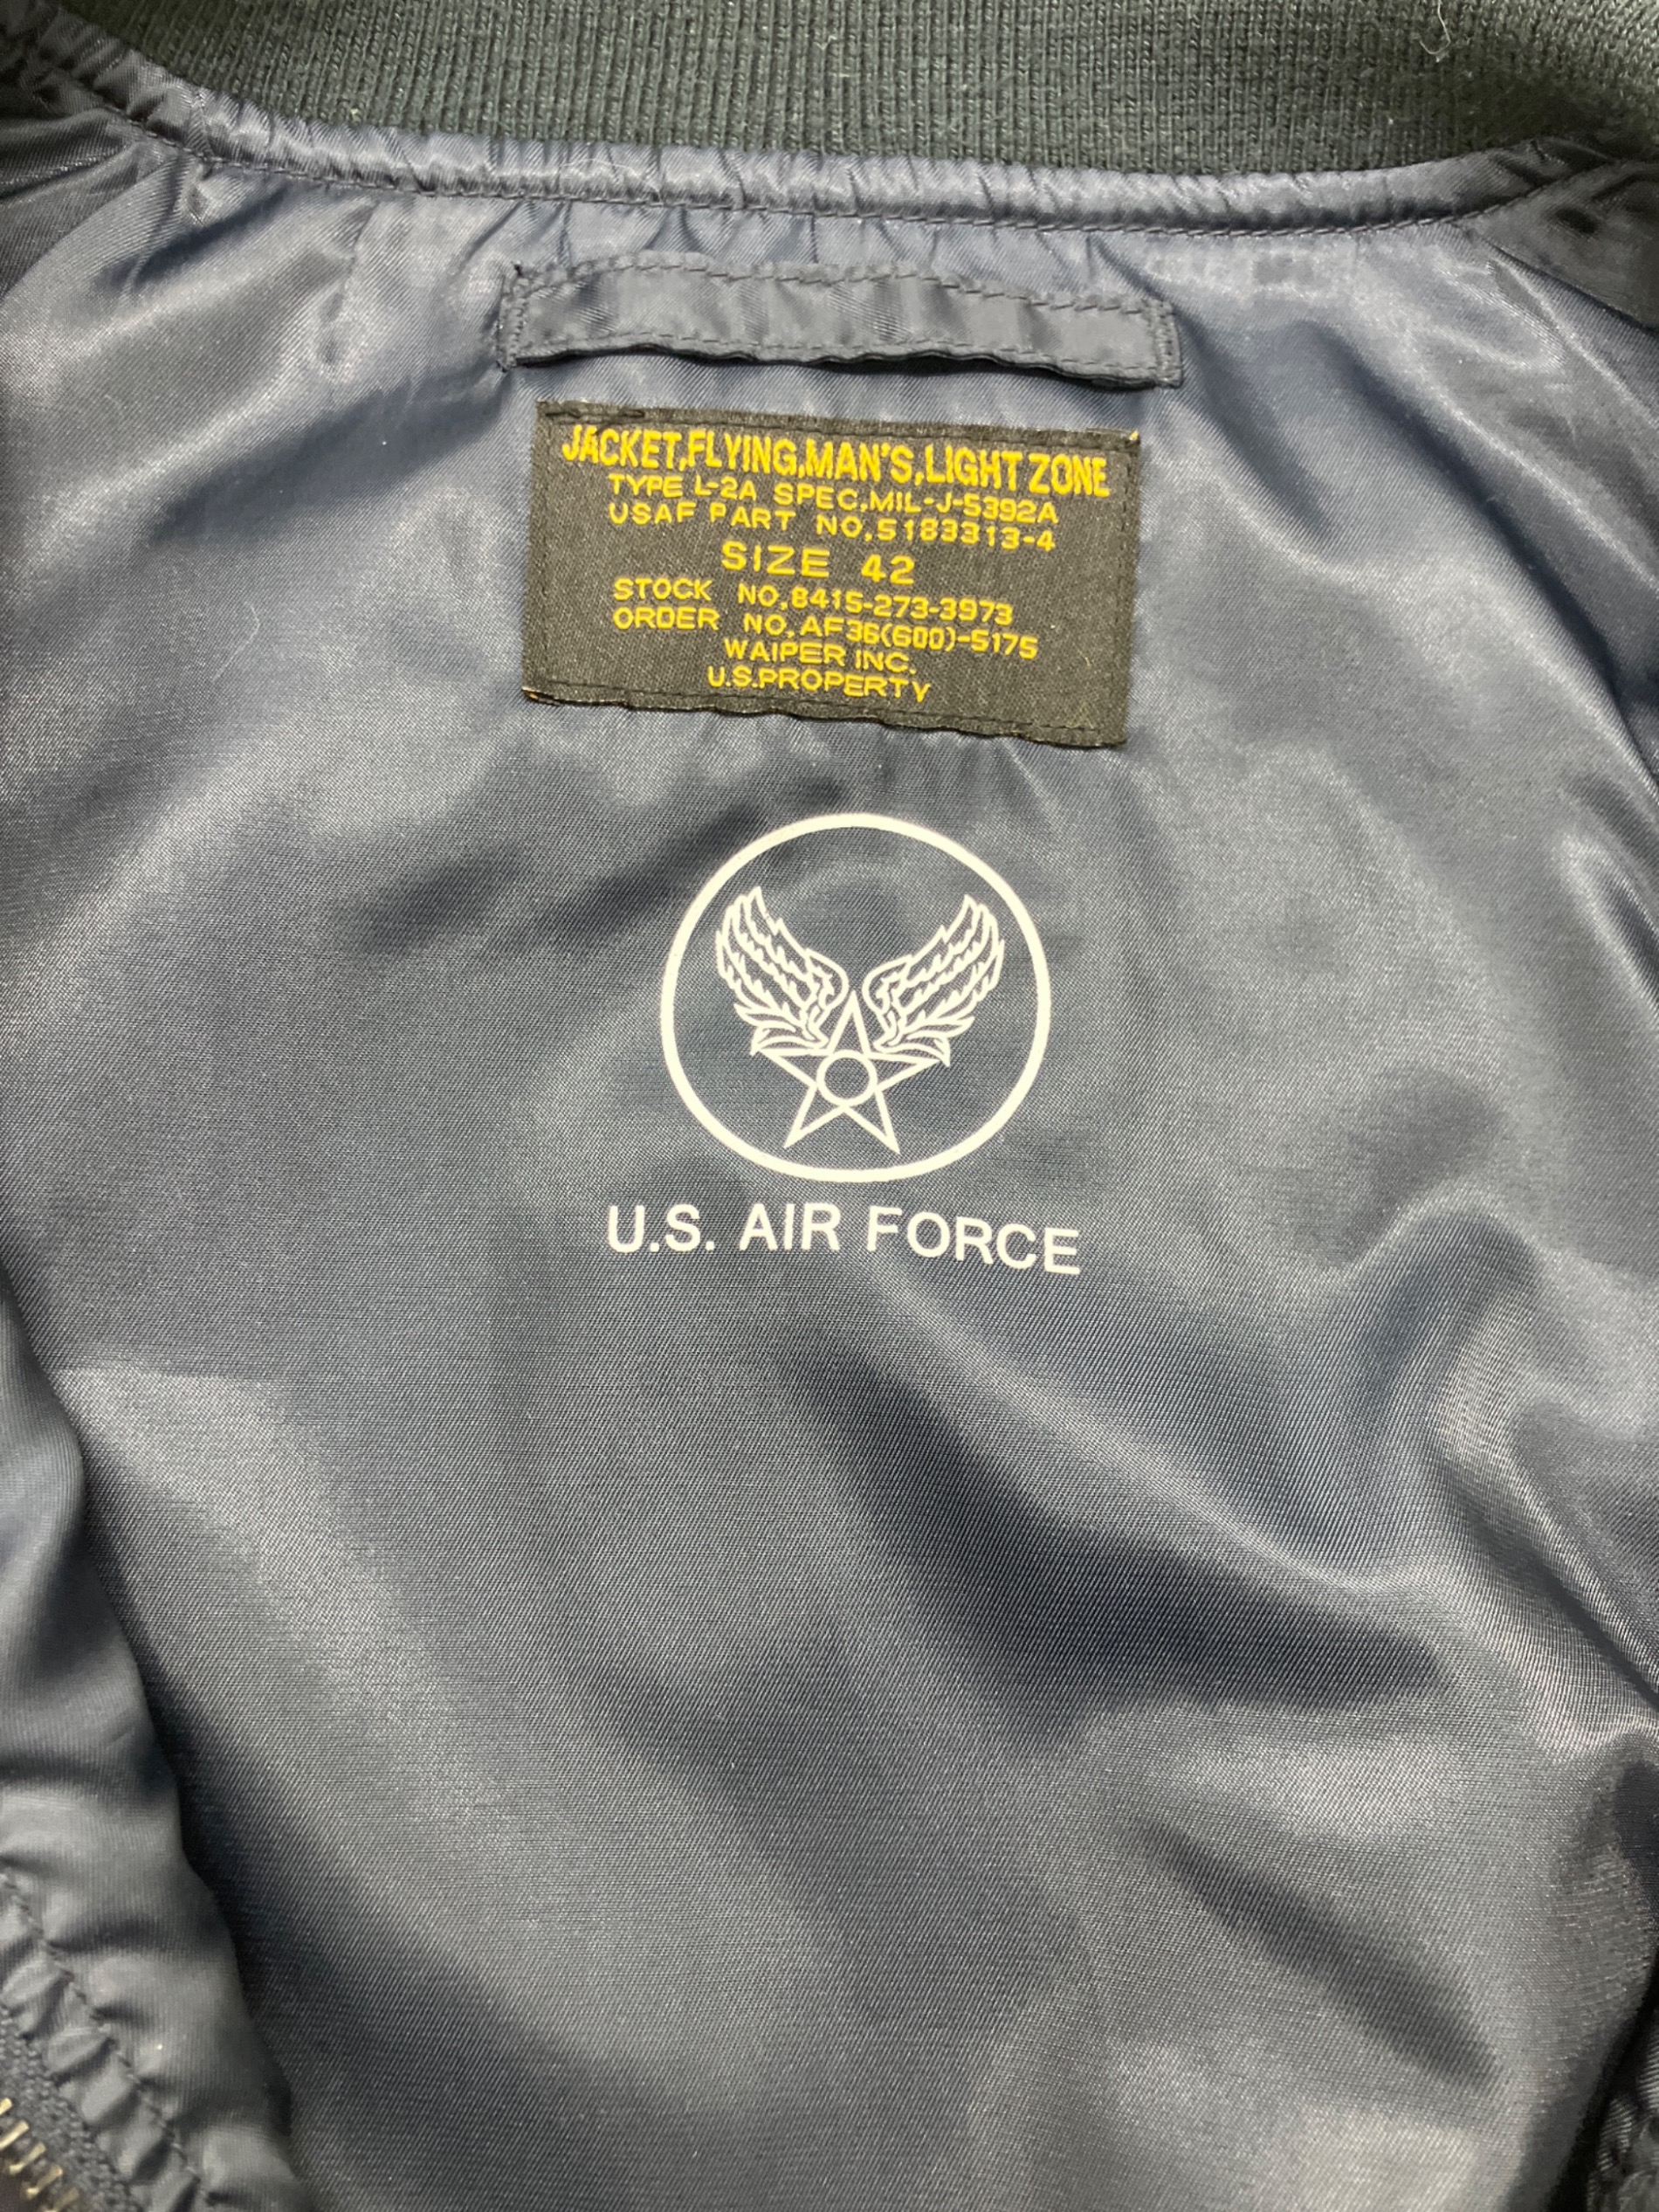 JACKET,FLYING,MAN'S,LIGHT ZONE
TYPE L-2A SPEC,MIL-J-5392A
USAF PART NO,5183313-4
SIZE 42
STOCK NO,8415-273-3973
ORDER NO,AF36(600)-5175
WAIPER INC.
U.S.PROPERTY
U.S. AIR FORCE